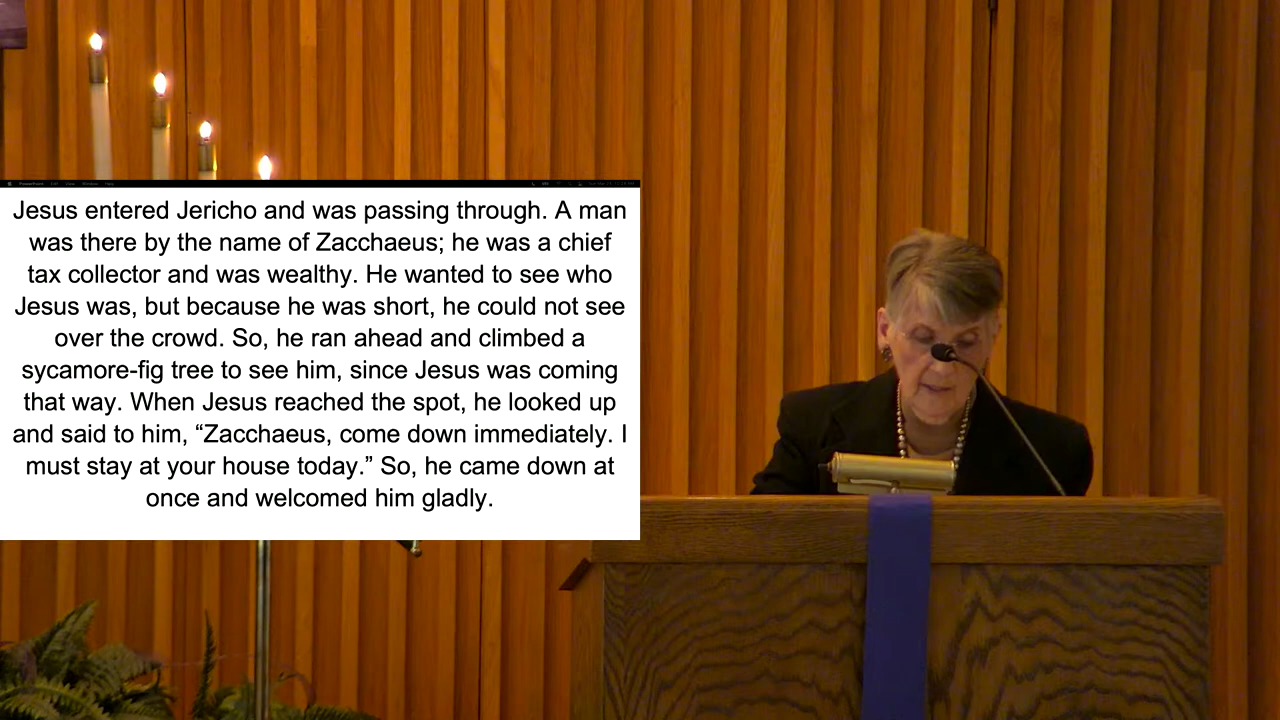 Jesus entered Jericho and was passing through. A man
was there by the name of Zacchaeus; he was a chief
tax collector and was wealthy. He wanted to see who
Jesus was, but because he was short, he could not see
over the crowd. So, he ran ahead and climbed a
sycamore-fig tree to see him, since Jesus was coming
that way. When Jesus reached the spot, he looked up
and said to him, “Zacchaeus, come down immediately. I
must stay at your house today.” So, he came down at
once and welcomed him gladly.